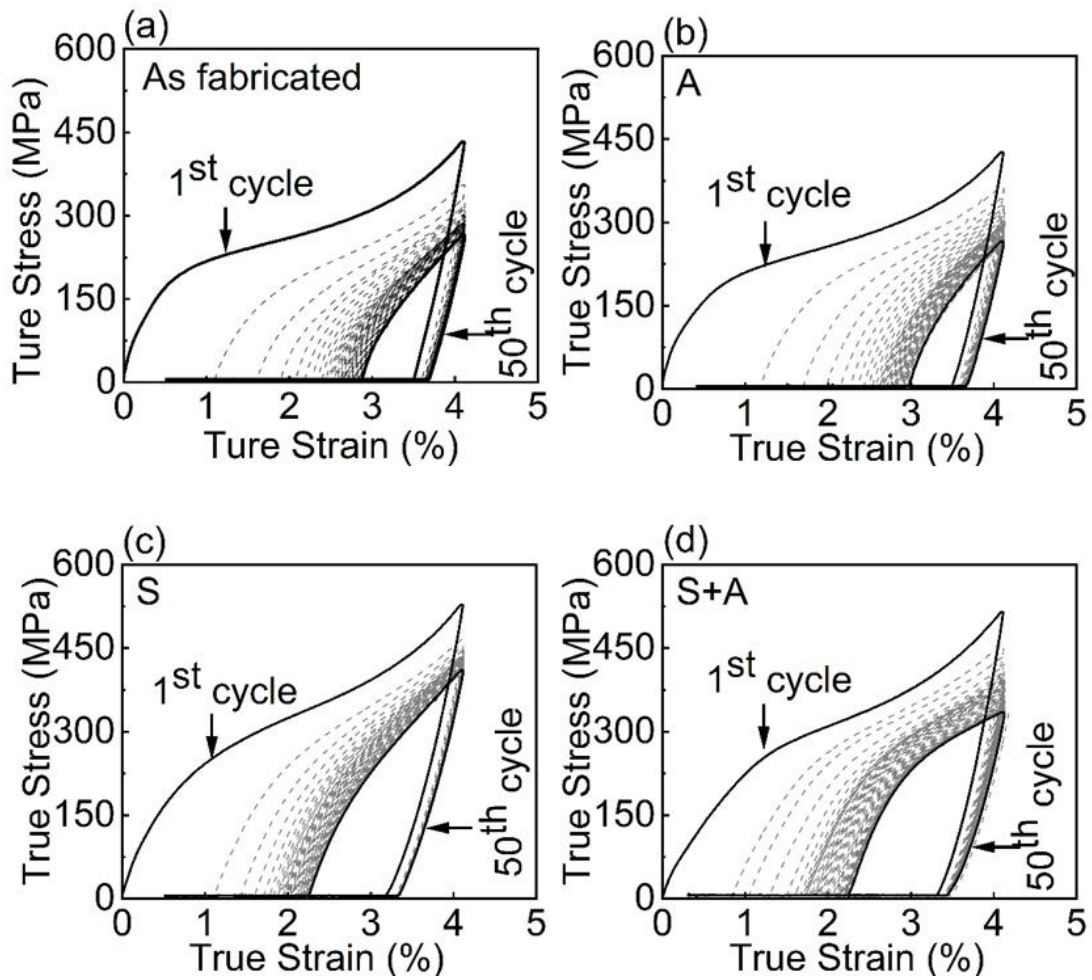 (a)
600
As fabricated
450
1st cycle
300
150
0
0 1 2 3 4 5
Ture Stress (MPa)
Ture Strain (%)
50th cycle
(b)
600
A
450
1st cycle
300
150
0
0 1 2 3 4 5
True Stress (MPa)
True Strain (%)
50th cycle
(c)
600
S
450
1st cycle
300
150
0
0 1 2 3 4 5
True Stress (MPa)
True Strain (%)
50th cycle
(d)
600
S+A
450
1st cycle
300
150
0
0 1 2 3 4 5
True Stress (MPa)
True Strain (%)
50th cycle